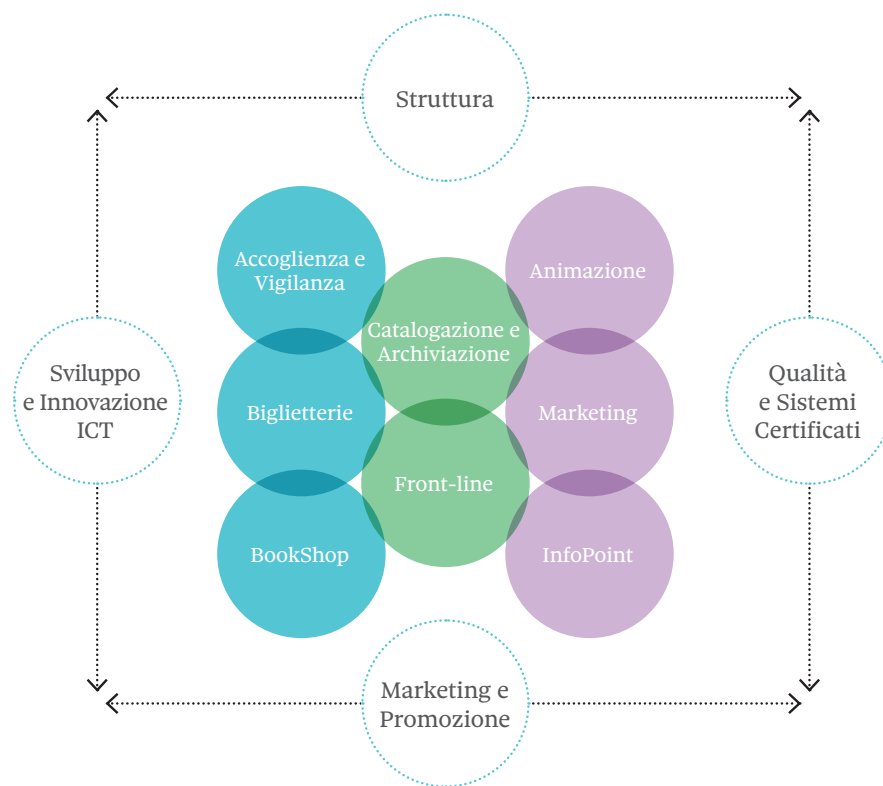 Struttura
Accoglienza e
Vigilanza
Animazione
Catalogazione e
Archiviazione
Sviluppo
e Innovazione
ICT
Biglietterie
Marketing
Qualità
e Sistemi
Certificati
Front-line
BookShop
InfoPoint
Marketing e
Promozione